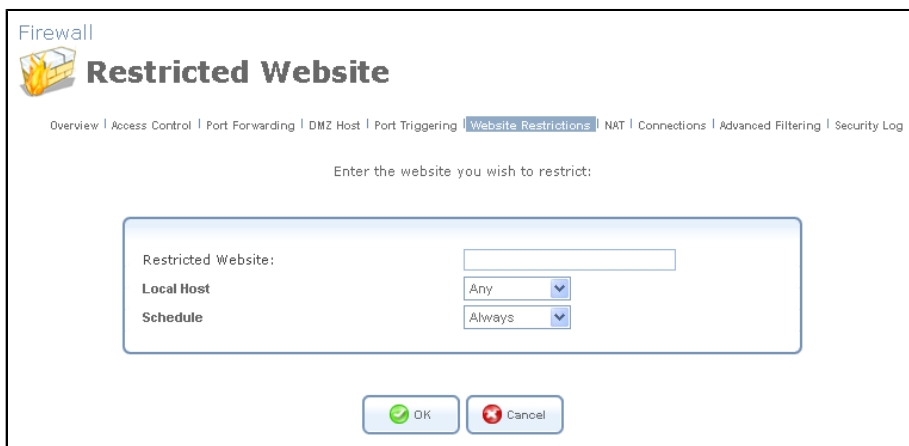 Firewall
Restricted Website
Overview | Access Control | Port Forwarding | DMZ Host | Port Triggering | Website Restrictions | NAT | Connections | Advanced Filtering | Security Log
Enter the website you wish to restrict:
Restricted Website:
Local Host Any
Schedule Always
OK Cancel